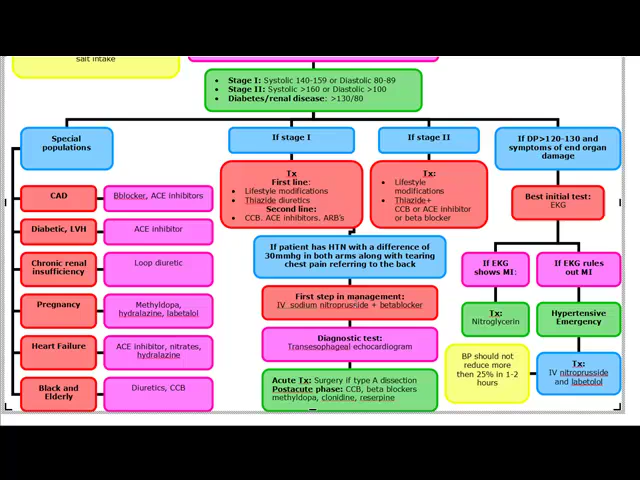 salt intake
Stage I: Systolic 140-159 or Diastolic 80-89
Stage II: Systolic >160 or Diastolic >100
Diabetes/renal disease: >130/80
Special
populations
If stage I
If stage II
If DP>120-130 and
symptoms of end organ
damage
CAD
Bblocker, ACE inhibitors
Diabetic, LVH
ACE inhibitor
Chronic renal
insufficiency
Loop diuretic
Pregnancy
Methyldopa,
hydralazine, labetalol
Heart Failure
ACE inhibitor, nitrates,
hydralazine
Black and
Elderly
Diuretics, CCB
Tx
First line:
Lifestyle modifications
Thiazide diuretics
Second line:
CCB. ACE inhibitors. ARB's
Tx:
Lifestyle
modifications
Thiazide+
CCB or ACE inhibitor
or beta blocker
If patient has HTN with a difference of
30mmhg in both arms along with tearing
chest pain referring to the back
First step in management:
IV sodium nitroprusside + betablocker
Diagnostic test:
Transesophageal echocardiogram
Acute Tx: Surgery if type A dissection
Postacute phase: CCB, beta blockers
methyldopa, clonidine, reserpine
Best initial test:
EKG
If EKG
shows MI:
If EKG rules
out MI
Tx:
Nitroglycerin
Hypertensive
Emergency
BP should not
reduce more
then 25% in 1-2
hours
Tx:
IV nitroprusside
and labetolol